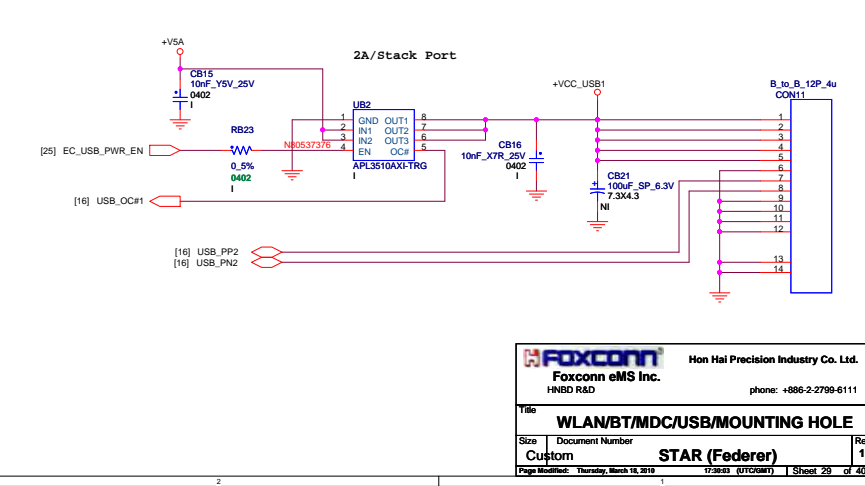 +V5A
2A/Stack Port
CB15
10nF_Y5V_25V
0402
I
+VCC_USB1
B_to_B_12P_4u
CON11
UB2
1 GND OUT1 8
2 IN1 OUT2 7
3 IN2 OUT3 6
4 EN OC# 5
APL3510AXI-TRG
I
RB23
N80537376
[25] EC_USB_PWR_EN
0_5%
0402
I
CB16
10nF_X7R_25V
0402
I
CB21
100uF_SP_6.3V
7.3X4.3
NI
1
2
3
4
5
6
7
8
9
10
11
12
13
14
[16] USB_OC#1
[16] USB_PP2
[16] USB_PN2
FOXCONN
Hon Hai Precision Industry Co. Ltd.
Foxconn eMS Inc.
HNBD R&D
phone: +886-2-2799-6111
Title
WLAN/BT/MDC/USB/MOUNTING HOLE
Size Document Number Re
Custom STAR (Federer) 1
Page Modified: Thursday, March 18, 2010 17:30:03 (UTC/GMT) Sheet 29 of 40
2 1